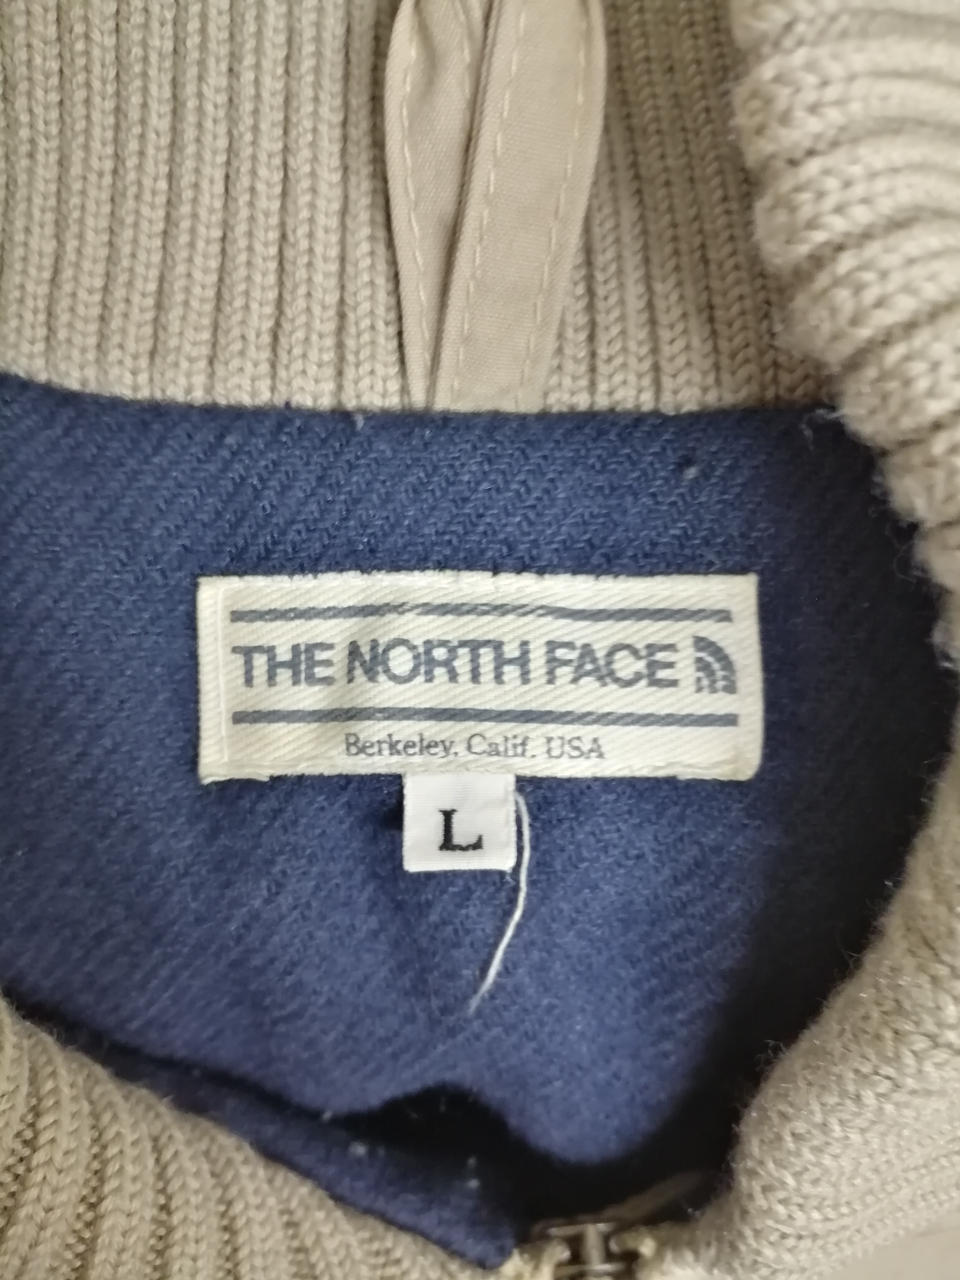 THE NORTH FACE
Berkeley. Calif. USA
L